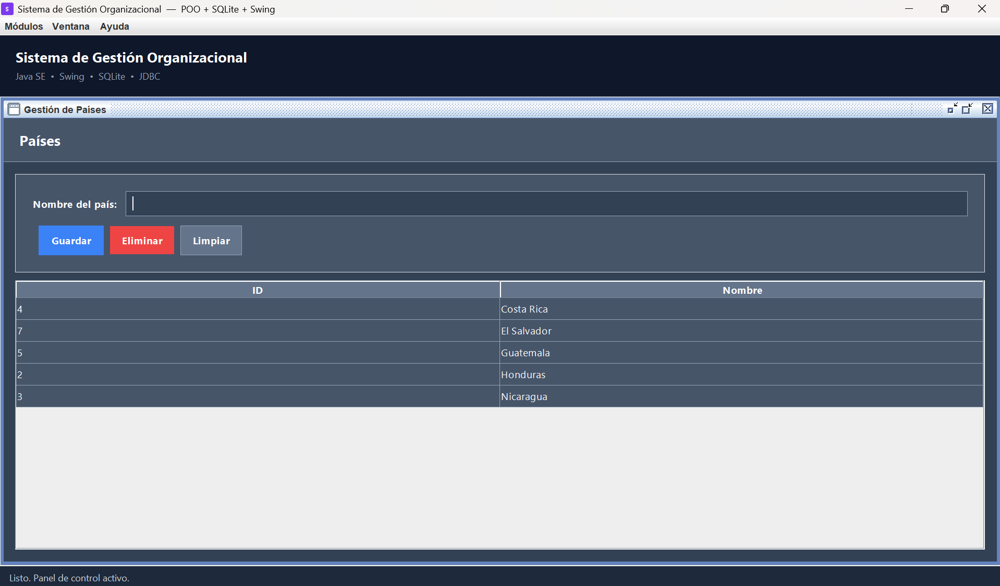 S Sistema de Gestión Organizacional — POO + SQLite + Swing
Módulos Ventana Ayuda
Sistema de Gestión Organizacional
Java SE • Swing • SQLite • JDBC
Gestión de Países
Países
Nombre del país:
Guardar Eliminar Limpiar
ID Nombre
4 Costa Rica
7 El Salvador
5 Guatemala
2 Honduras
3 Nicaragua
Listo. Panel de control activo.